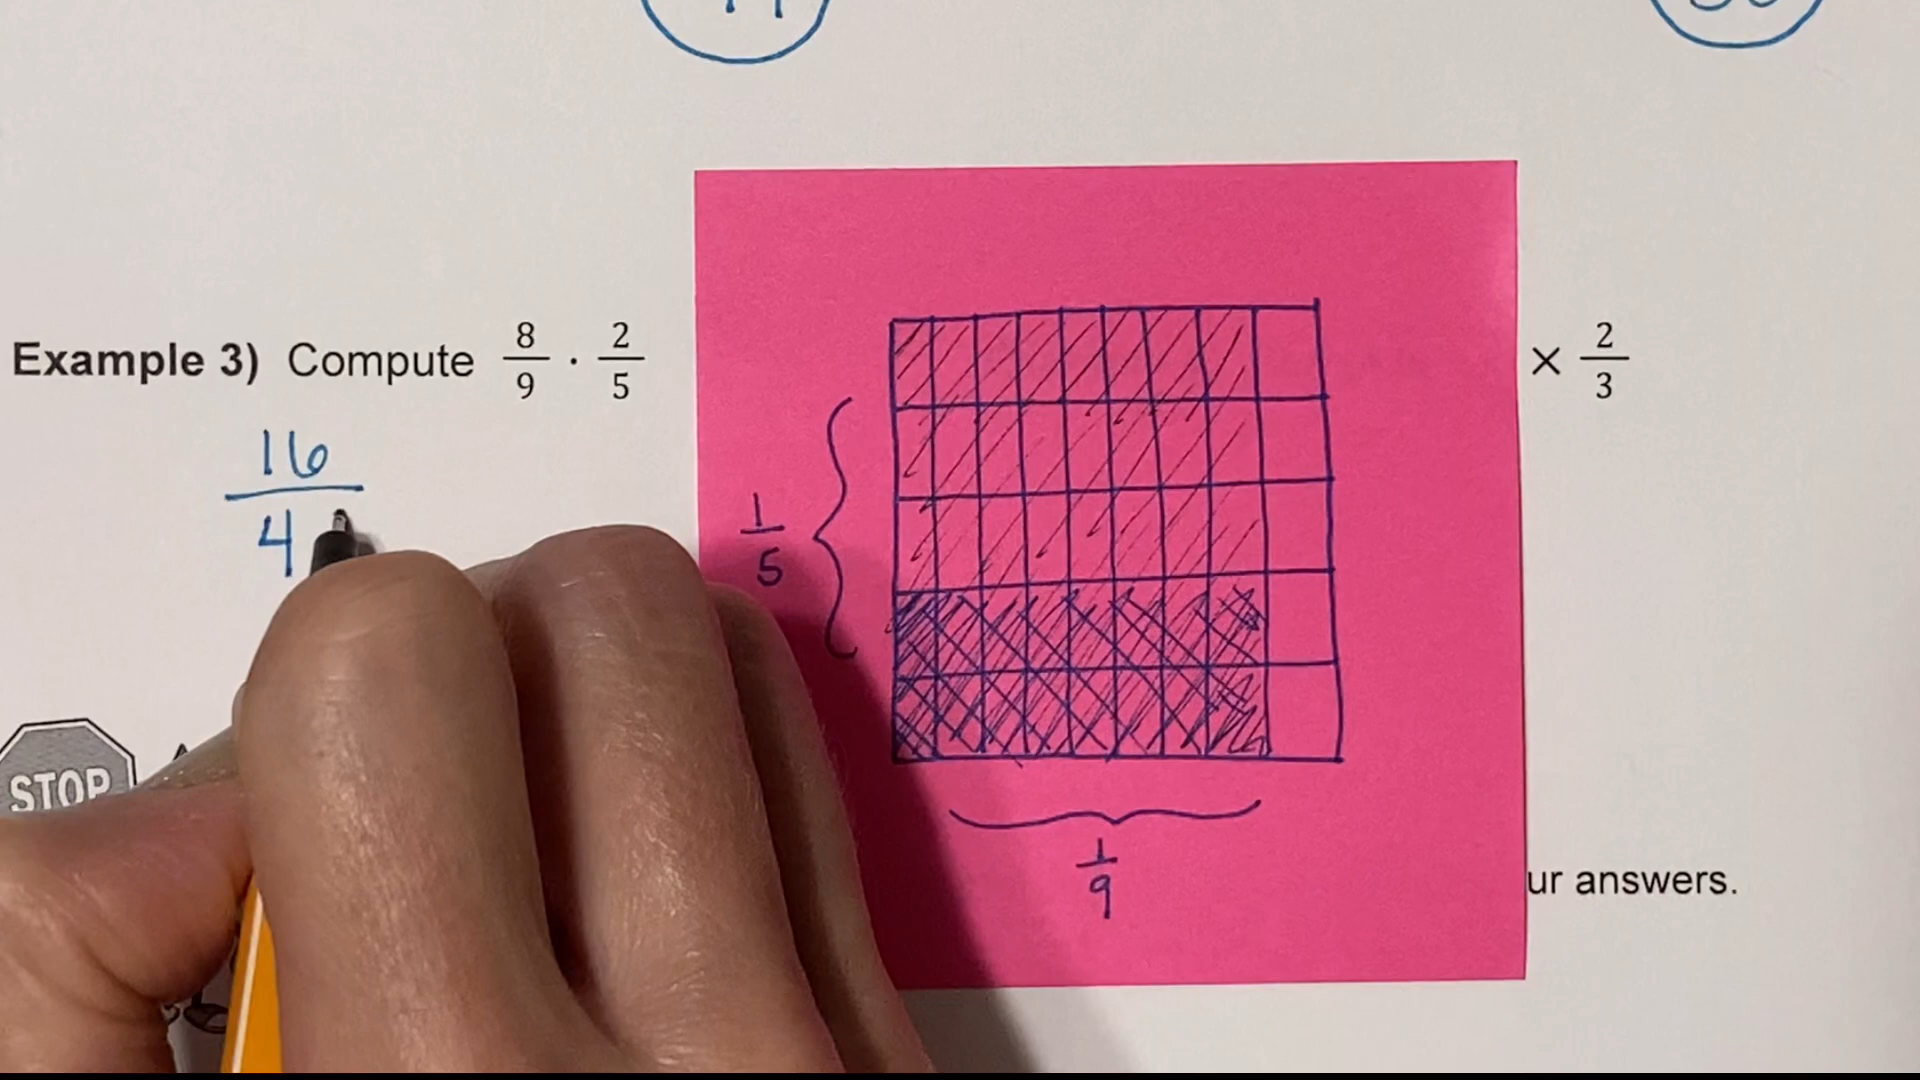 Example 3) Compute 8/9 · 2/5
× 2/3
16/4
1/5
STOP
1/9
ur answers.